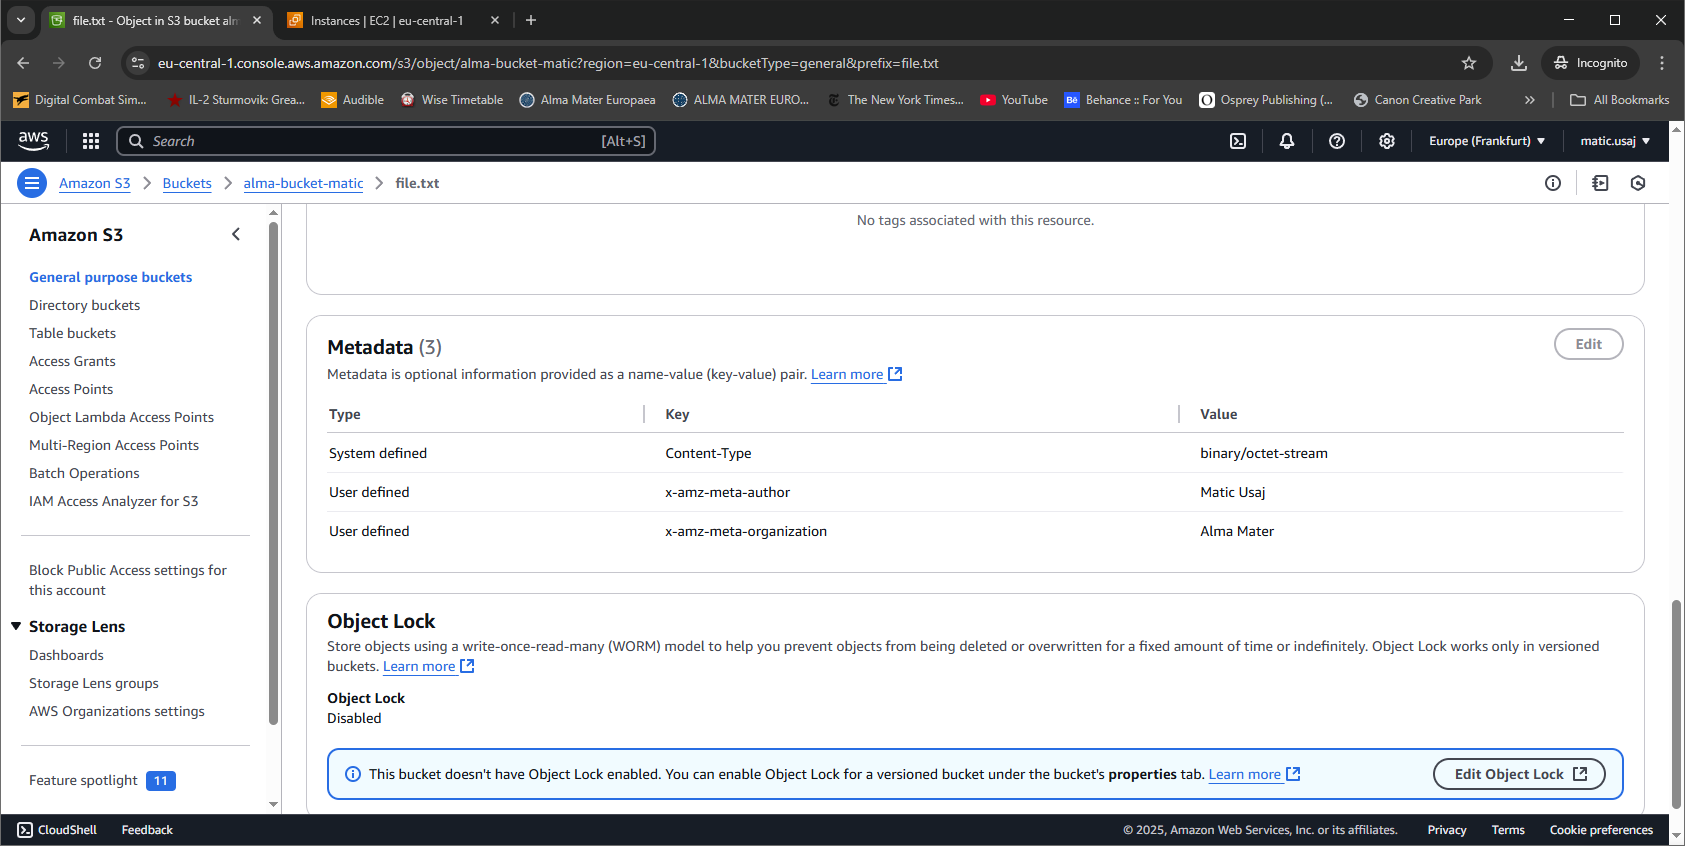 file.txt - Object in S3 bucket alm
Instances | EC2 | eu-central-1
eu-central-1.console.aws.amazon.com/s3/object/alma-bucket-matic?region=eu-central-1&bucketType=general&prefix=file.txt
Incognito
Digital Combat Sim...
IL-2 Sturmovik: Grea...
Audible
Wise Timetable
Alma Mater Europaea
ALMA MATER EURO...
The New York Times...
YouTube
Bē
Behance :: For You
Osprey Publishing (...
Canon Creative Park
All Bookmarks
aws
Search
[Alt+S]
Europe (Frankfurt)
matic.usaj
Amazon S3
Buckets
alma-bucket-matic
file.txt
Amazon S3
General purpose buckets
Directory buckets
Table buckets
Access Grants
Access Points
Object Lambda Access Points
Multi-Region Access Points
Batch Operations
IAM Access Analyzer for S3
Block Public Access settings for
this account
Storage Lens
Dashboards
Storage Lens groups
AWS Organizations settings
Feature spotlight 11
No tags associated with this resource.
Metadata (3)
Edit
Metadata is optional information provided as a name-value (key-value) pair. Learn more
Type Key Value
System defined Content-Type binary/octet-stream
User defined x-amz-meta-author Matic Usaj
User defined x-amz-meta-organization Alma Mater
Object Lock
Store objects using a write-once-read-many (WORM) model to help you prevent objects from being deleted or overwritten for a fixed amount of time or indefinitely. Object Lock works only in versioned
buckets. Learn more
Object Lock
Disabled
This bucket doesn't have Object Lock enabled. You can enable Object Lock for a versioned bucket under the bucket's properties tab. Learn more
Edit Object Lock
CloudShell
Feedback
© 2025, Amazon Web Services, Inc. or its affiliates.
Privacy
Terms
Cookie preferences